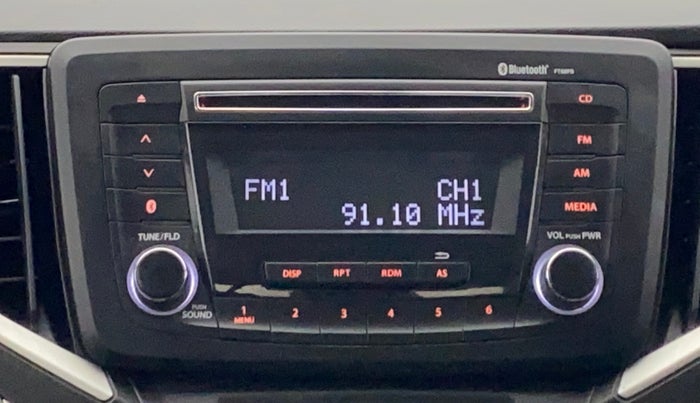 Bluetooth
CD
FM
AM
MEDIA
FM1 CH1
91.10 MHz
TUNE/FLD
VOL PUSH PWR
DISP RPT RDM AS
PUSH
SOUND
1 2 3 4 5 6
MENU